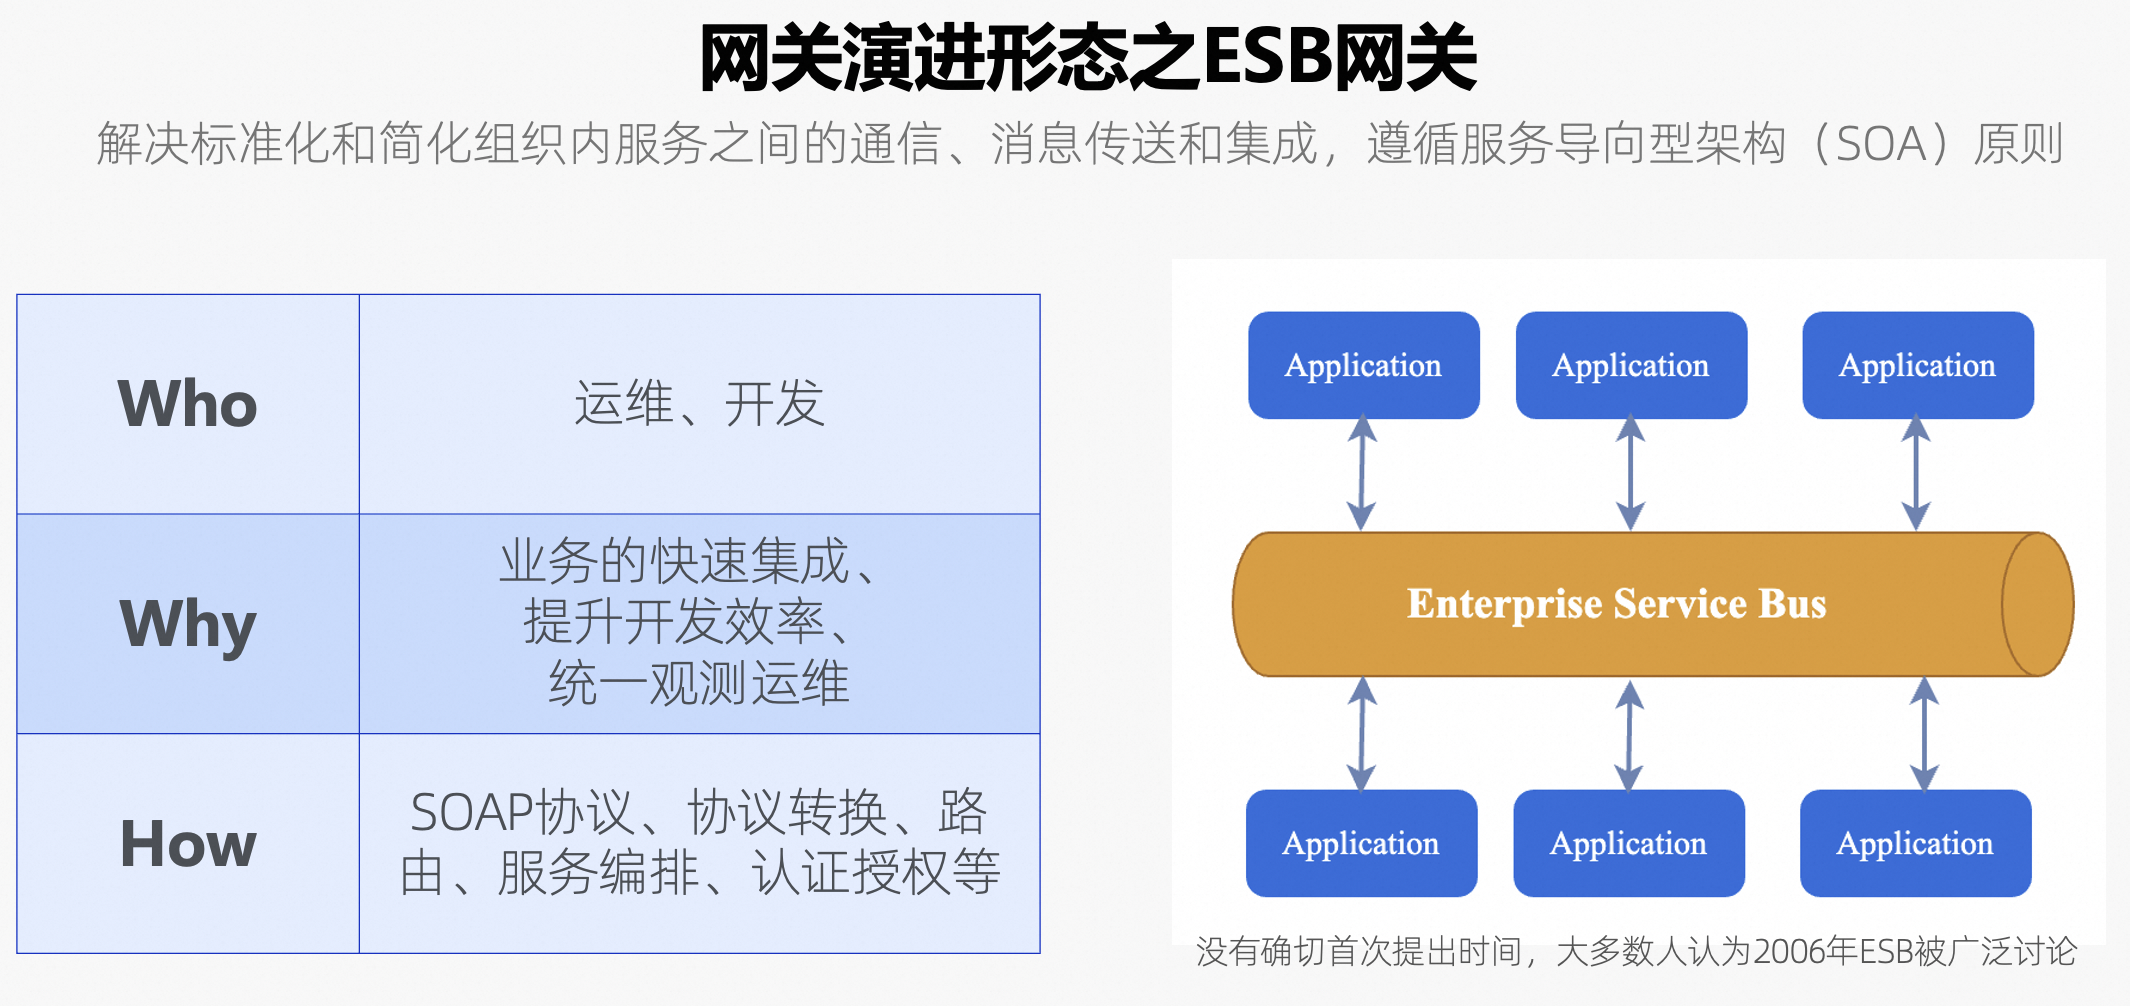 网关演进形态之ESB网关
解决标准化和简化组织内服务之间的通信、消息传送和集成，遵循服务导向型架构（SOA）原则
Who
运维、开发
Why
业务的快速集成、
提升开发效率、
统一观测运维
How
SOAP协议、协议转换、路
由、服务编排、认证授权等
Application
Application
Application
Enterprise Service Bus
Application
Application
Application
没有确切首次提出时间，大多数人认为2006年ESB被广泛讨论